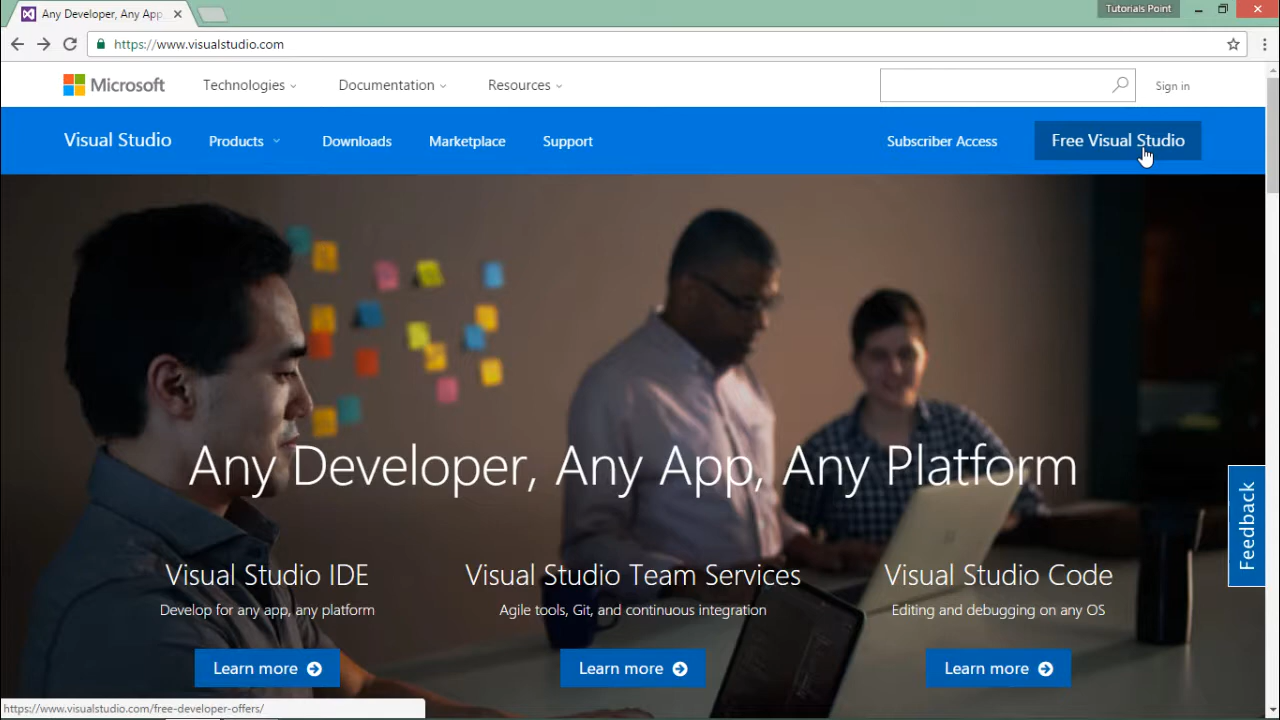 Any Developer, Any App
Tutorials Point
https://www.visualstudio.com
Microsoft
Technologies
Documentation
Resources
Sign in
Visual Studio
Products
Downloads
Marketplace
Support
Subscriber Access
Free Visual Studio
Any Developer, Any App, Any Platform
Feedback
Visual Studio IDE
Visual Studio Team Services
Visual Studio Code
Develop for any app, any platform
Agile tools, Git, and continuous integration
Editing and debugging on any OS
Learn more
Learn more
Learn more
https://www.visualstudio.com/free-developer-offers/